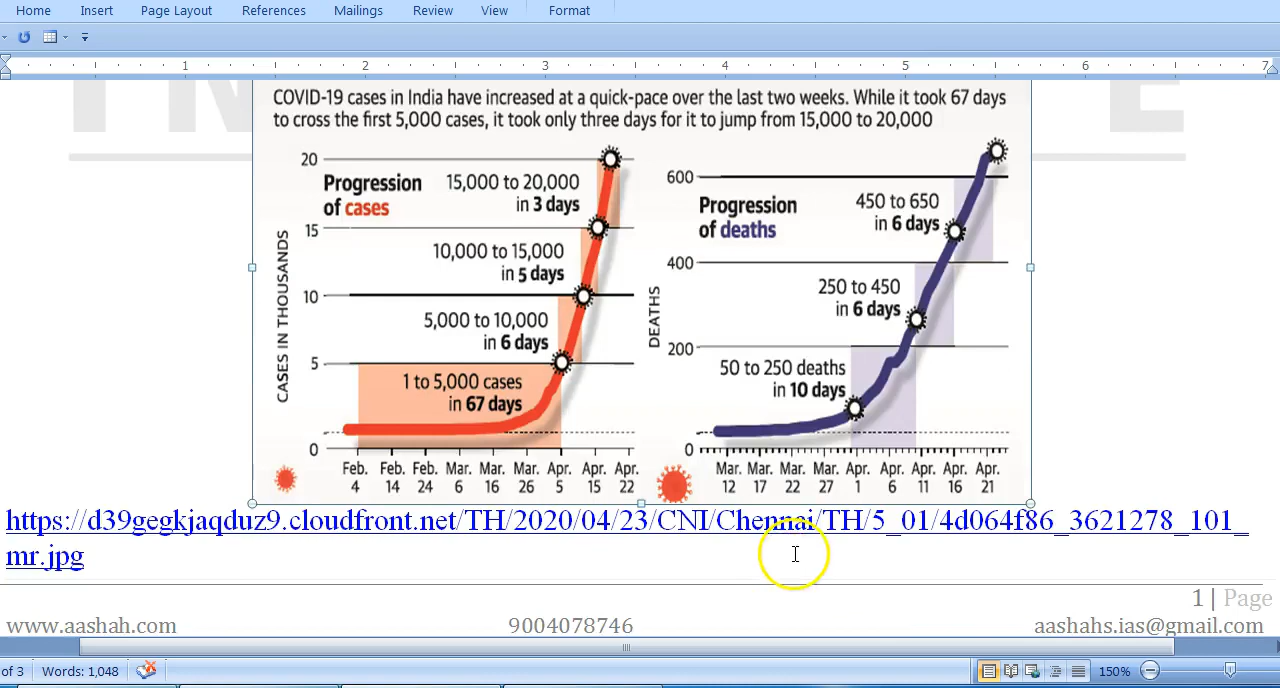 Home Insert Page Layout References Mailings Review View Format
1 2 3 4 5 6 7
COVID-19 cases in India have increased at a quick-pace over the last two weeks. While it took 67 days
to cross the first 5,000 cases, it took only three days for it to jump from 15,000 to 20,000
Progression
of cases
CASES IN THOUSANDS
20
15
10
5
0
15,000 to 20,000
in 3 days
10,000 to 15,000
in 5 days
5,000 to 10,000
in 6 days
1 to 5,000 cases
in 67 days
Feb. Feb. Feb. Mar. Mar. Mar. Apr. Apr. Apr.
4 14 24 6 16 26 5 15 22
Progression
of deaths
DEATHS
600
400
200
0
450 to 650
in 6 days
250 to 450
in 6 days
50 to 250 deaths
in 10 days
Mar. Mar. Mar. Mar. Apr. Apr. Apr. Apr. Apr.
12 17 22 27 1 6 11 16 21
https://d39gegkjaqduz9.cloudfront.net/TH/2020/04/23/CNI/Chennai/TH/5_01/4d064f86_3621278_101_
mr.jpg
1 | Page
www.aashah.com 9004078746 aashahs.ias@gmail.com
of 3 Words: 1,048 150%